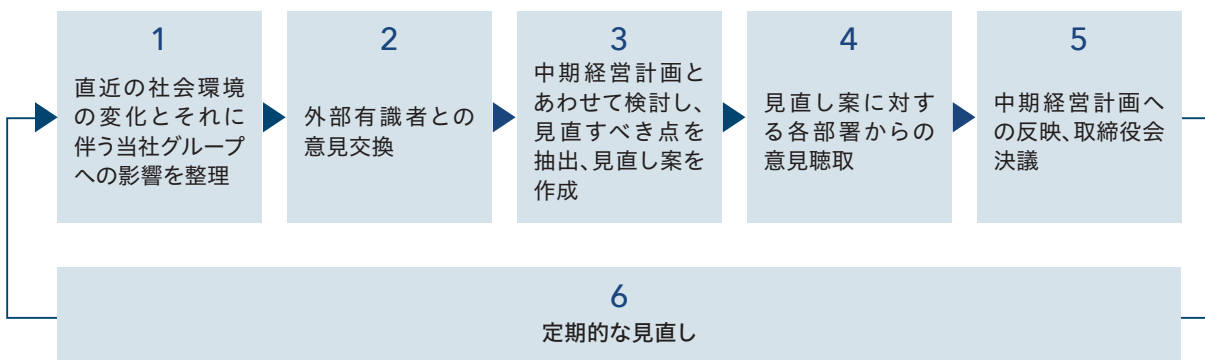 1
直近の社会環境
の変化とそれに
伴う当社グループ
への影響を整理
2
外部有識者との
意見交換
3
中期経営計画と
あわせて検討し、
見直すべき点を
抽出、見直し案を
作成
4
見直し案に対す
る各部署からの
意見聴取
5
中期経営計画へ
の反映、取締役会
決議
6
定期的な見直し